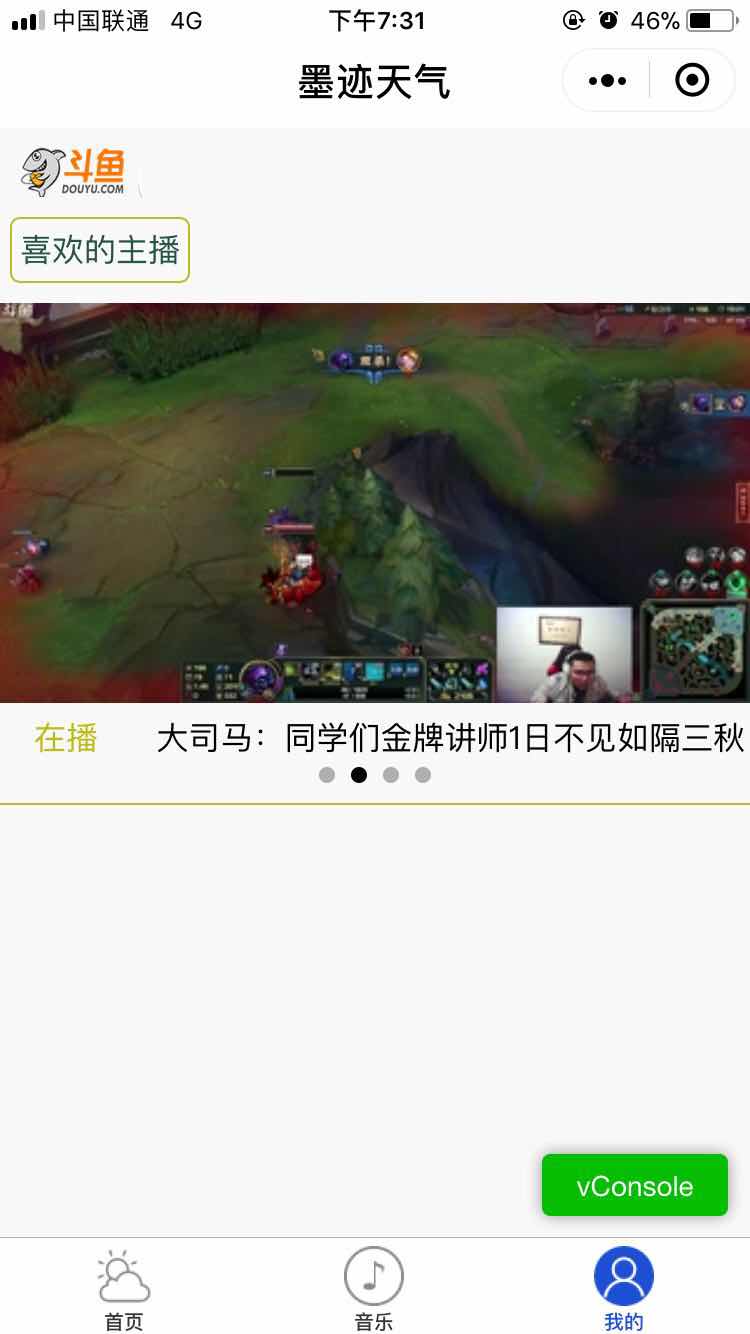 中国联通 4G 下午7:31 46%
墨迹天气
斗鱼
DOUYU.COM
喜欢的主播
在播 大司马：同学们金牌讲师1日不见如隔三秋
vConsole
首页 音乐 我的